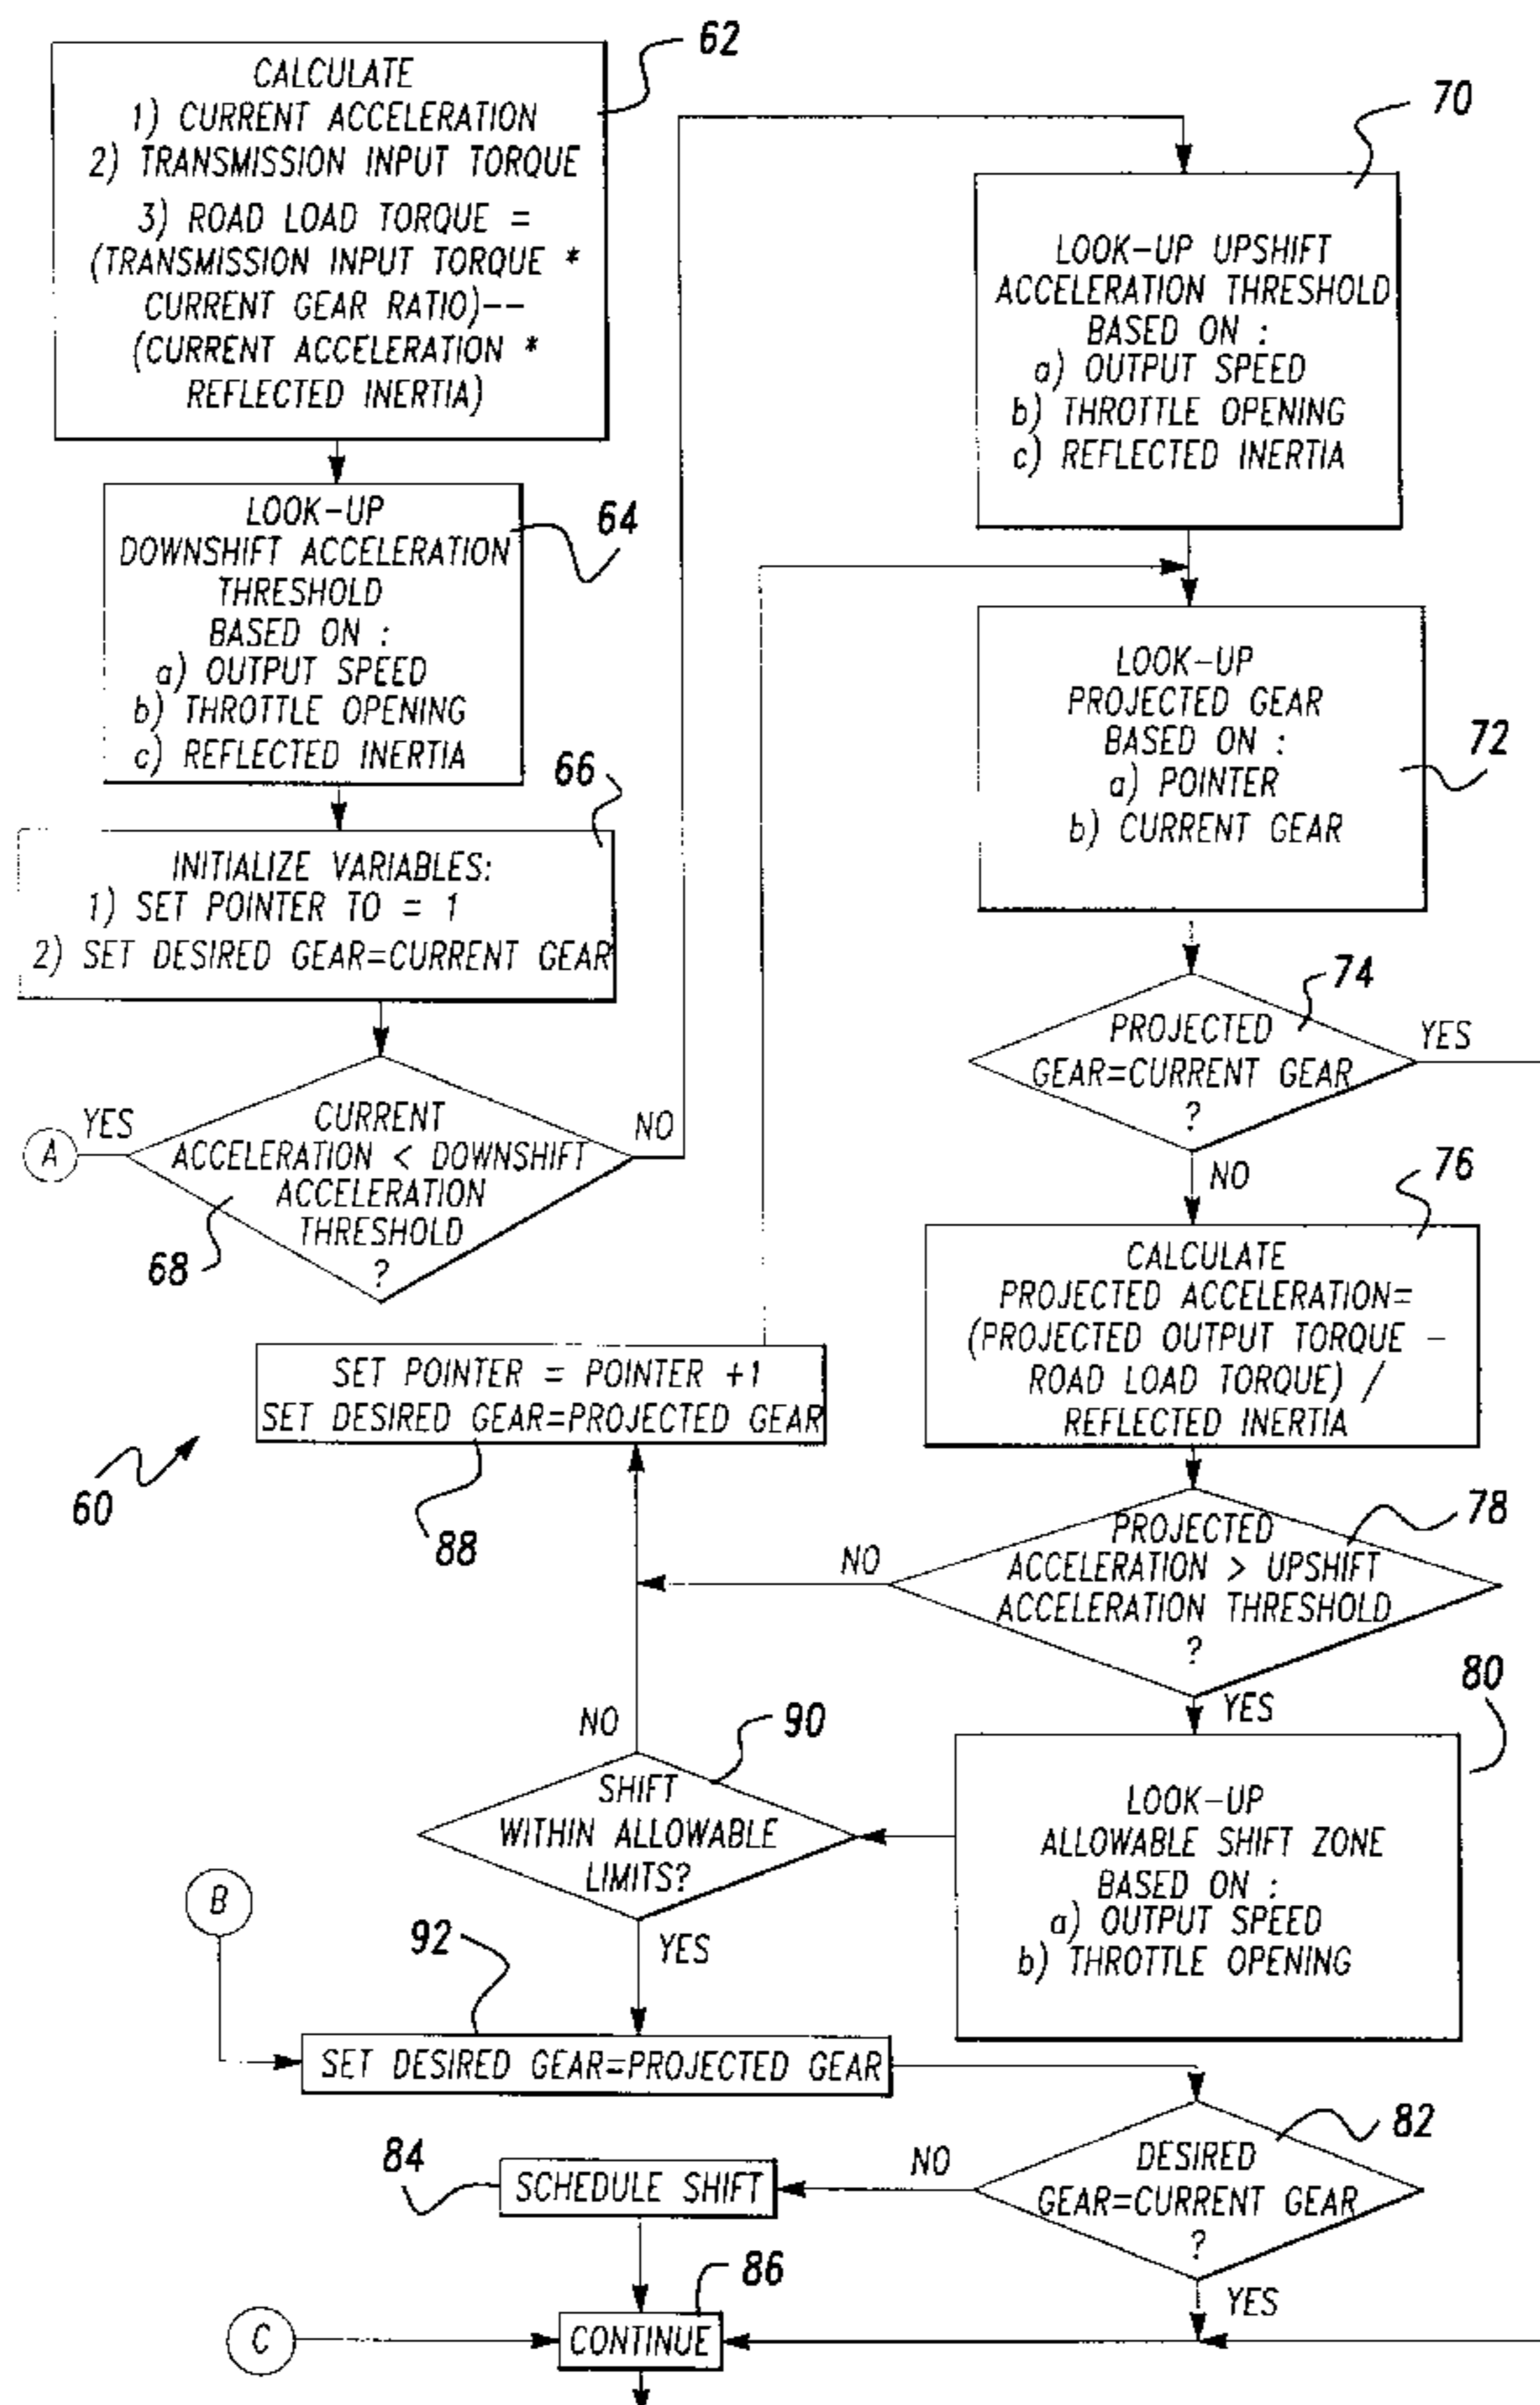 62
CALCULATE
1) CURRENT ACCELERATION
2) TRANSMISSION INPUT TORQUE
3) ROAD LOAD TORQUE =
(TRANSMISSION INPUT TORQUE *
CURRENT GEAR RATIO)--
(CURRENT ACCELERATION *
REFLECTED INERTIA)
64
LOOK-UP
DOWNSHIFT ACCELERATION
THRESHOLD
BASED ON :
a) OUTPUT SPEED
b) THROTTLE OPENING
c) REFLECTED INERTIA
66
INITIALIZE VARIABLES:
1) SET POINTER TO = 1
2) SET DESIRED GEAR=CURRENT GEAR
A
YES
CURRENT
ACCELERATION < DOWNSHIFT
ACCELERATION
THRESHOLD
?
NO
68
70
LOOK-UP UPSHIFT
ACCELERATION THRESHOLD
BASED ON :
a) OUTPUT SPEED
b) THROTTLE OPENING
c) REFLECTED INERTIA
72
LOOK-UP
PROJECTED GEAR
BASED ON :
a) POINTER
b) CURRENT GEAR
74
PROJECTED
GEAR=CURRENT GEAR
?
YES
NO
76
CALCULATE
PROJECTED ACCELERATION=
(PROJECTED OUTPUT TORQUE -
ROAD LOAD TORQUE) /
REFLECTED INERTIA
78
PROJECTED
ACCELERATION > UPSHIFT
ACCELERATION THRESHOLD
?
NO
YES
SET POINTER = POINTER +1
SET DESIRED GEAR=PROJECTED GEAR
88
60
80
LOOK-UP
ALLOWABLE SHIFT ZONE
BASED ON :
a) OUTPUT SPEED
b) THROTTLE OPENING
90
NO
SHIFT
WITHIN ALLOWABLE
LIMITS?
YES
B
92
SET DESIRED GEAR=PROJECTED GEAR
82
DESIRED
GEAR=CURRENT GEAR
?
NO
YES
84
SCHEDULE SHIFT
86
C
CONTINUE